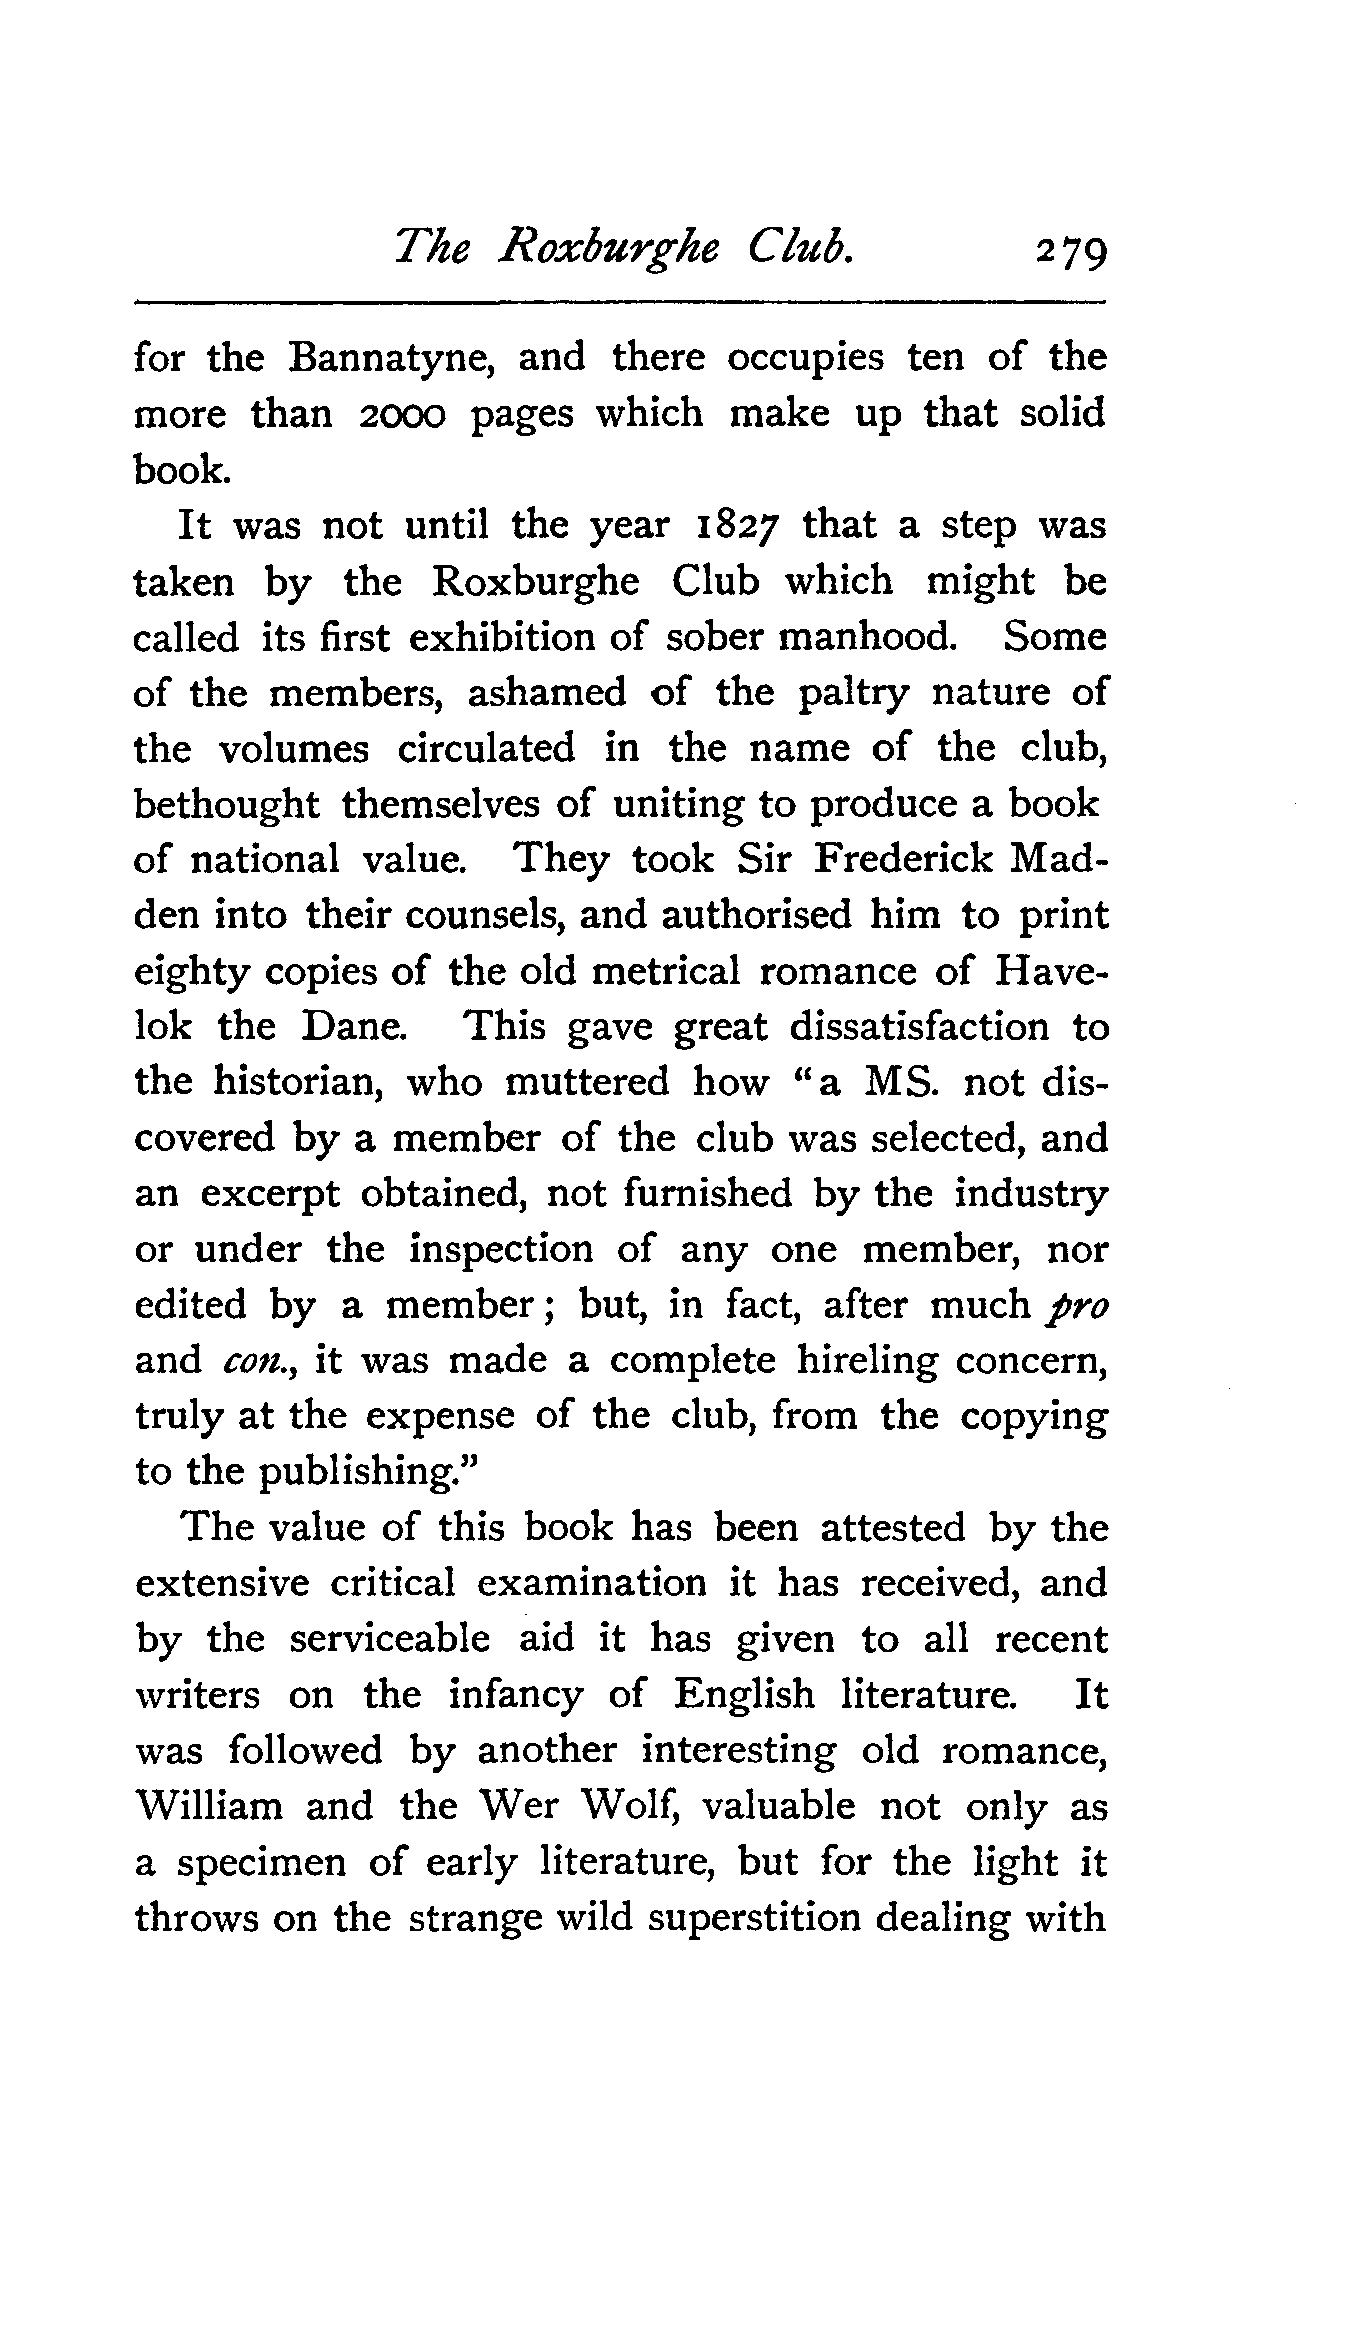 The Roxburghe Club. 279
for the Bannatyne, and there occupies ten of the
more than 2000 pages which make up that solid
book.
It was not until the year 1827 that a step was
taken by the Roxburghe Club which might be
called its first exhibition of sober manhood. Some
of the members, ashamed of the paltry nature of
the volumes circulated in the name of the club,
bethought themselves of uniting to produce a book
of national value. They took Sir Frederick Mad-
den into their counsels, and authorised him to print
eighty copies of the old metrical romance of Have-
lok the Dane. This gave great dissatisfaction to
the historian, who muttered how "a MS. not dis-
covered by a member of the club was selected, and
an excerpt obtained, not furnished by the industry
or under the inspection of any one member, nor
edited by a member; but, in fact, after much pro
and con., it was made a complete hireling concern,
truly at the expense of the club, from the copying
to the publishing."
The value of this book has been attested by the
extensive critical examination it has received, and
by the serviceable aid it has given to all recent
writers on the infancy of English literature. It
was followed by another interesting old romance,
William and the Wer Wolf, valuable not only as
a specimen of early literature, but for the light it
throws on the strange wild superstition dealing with